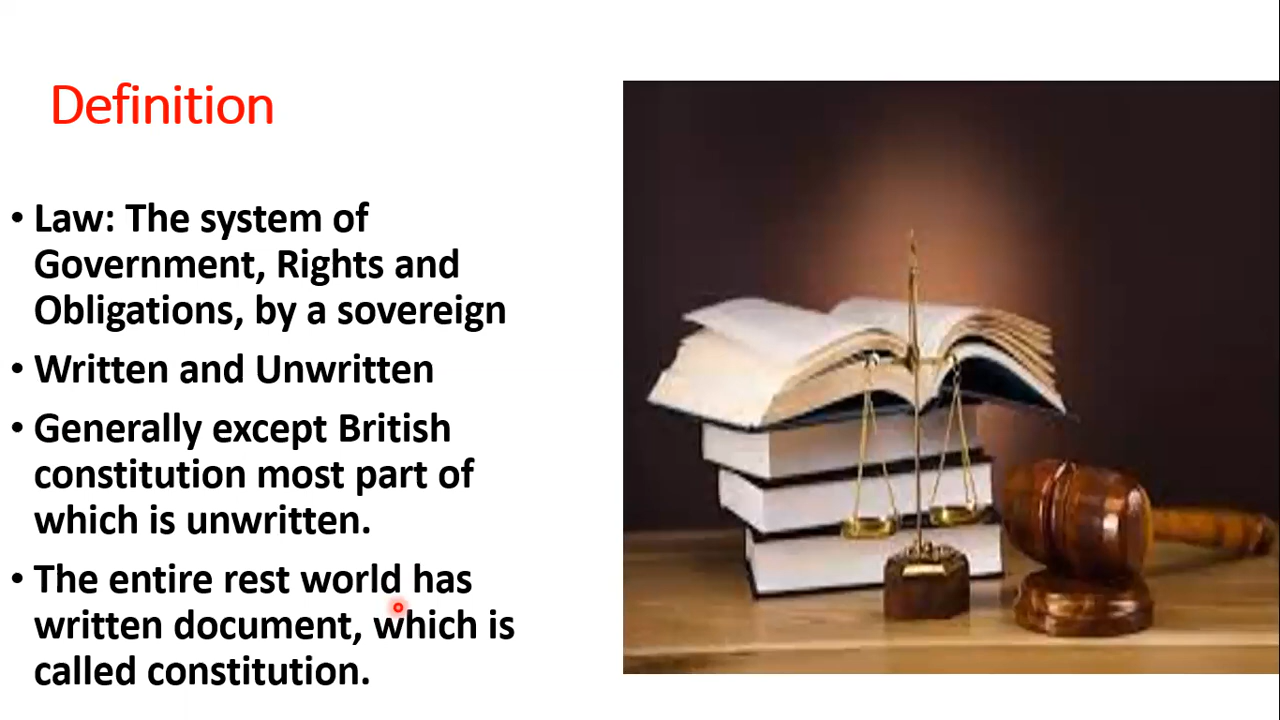 Definition
• Law: The system of
Government, Rights and
Obligations, by a sovereign
• Written and Unwritten
• Generally except British
constitution most part of
which is unwritten.
• The entire rest world has
written document, which is
called constitution.